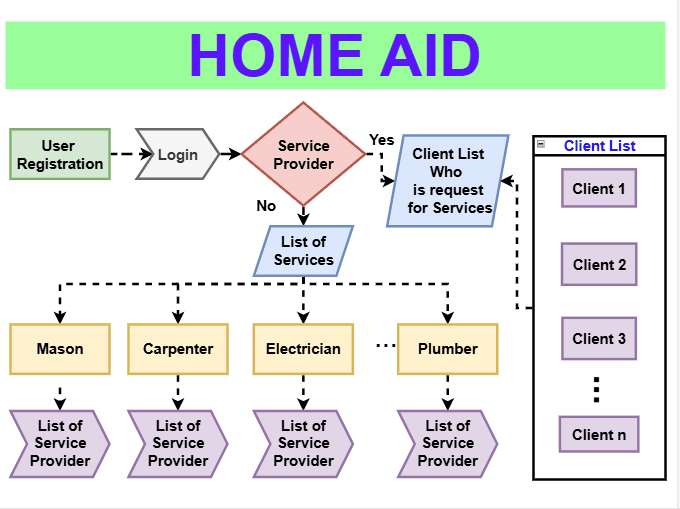 HOME AID
User
Registration
Login
Service
Provider
Yes
No
Client List
Who
is request
for Services
List of
Services
Client List
Client 1
Client 2
Client 3
Client n
Mason
Carpenter
Electrician
...
Plumber
List of
Service
Provider
List of
Service
Provider
List of
Service
Provider
List of
Service
Provider